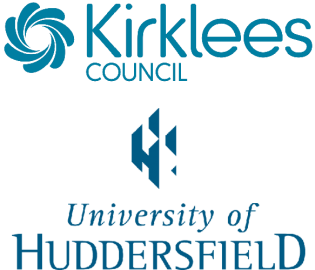 Kirklees
COUNCIL
University of
HUDDERSFIELD